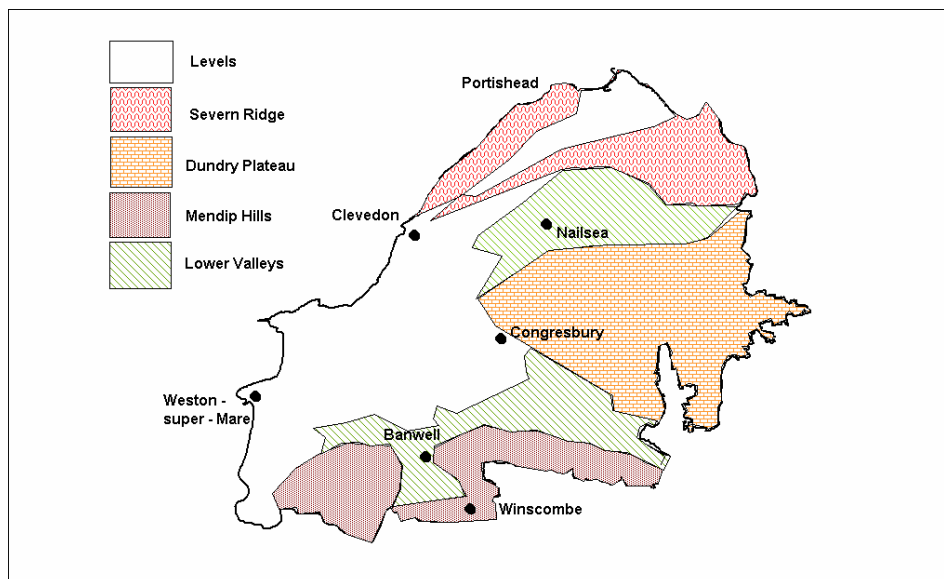 Levels
Severn Ridge
Dundry Plateau
Mendip Hills
Lower Valleys
Portishead
Clevedon
Nailsea
Congresbury
Weston -
super - Mare
Banwell
Winscombe